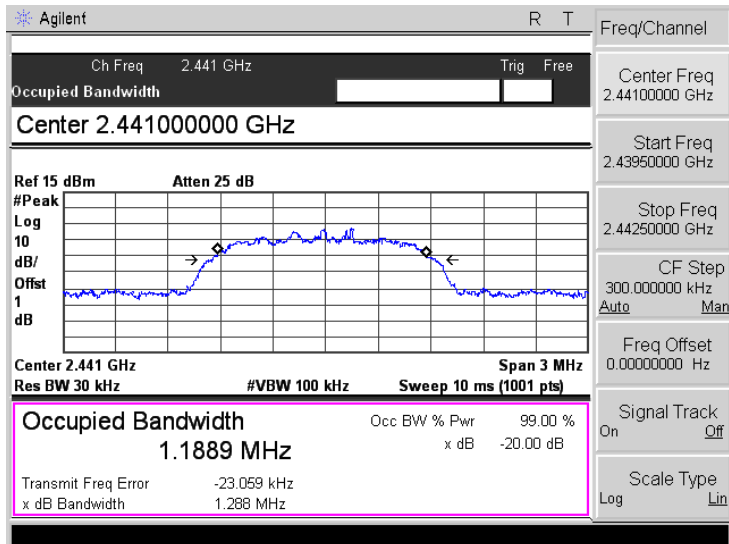 Agilent R T
Ch Freq 2.441 GHz Trig Free
Occupied Bandwidth
Center 2.441000000 GHz
Ref 15 dBm Atten 25 dB
#Peak
Log
10
dB/
Offst
1
dB
Center 2.441 GHz Span 3 MHz
Res BW 30 kHz #VBW 100 kHz Sweep 10 ms (1001 pts)
Occupied Bandwidth Occ BW % Pwr 99.00 %
1.1889 MHz x dB -20.00 dB
Transmit Freq Error -23.059 kHz
x dB Bandwidth 1.288 MHz
Freq/Channel
Center Freq
2.44100000 GHz
Start Freq
2.43950000 GHz
Stop Freq
2.44250000 GHz
CF Step
300.000000 kHz
Auto Man
Freq Offset
0.00000000 Hz
Signal Track
On Off
Scale Type
Log Lin